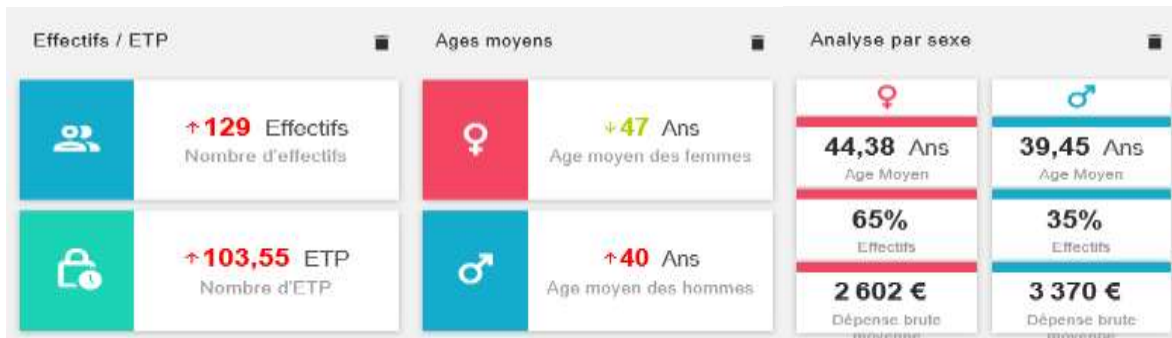 Effectifs / ETP
129 Effectifs
Nombre d'effectifs
103,55 ETP
Nombre d'ETP
Ages moyens
47 Ans
Age moyen des femmes
40 Ans
Age moyen des hommes
Analyse par sexe
44,38 Ans
Age Moyen
65%
Effectifs
2 602 €
Dépense brute
moyenne
39,45 Ans
Age Moyen
35%
Effectifs
3 370 €
Dépense brute
moyenne